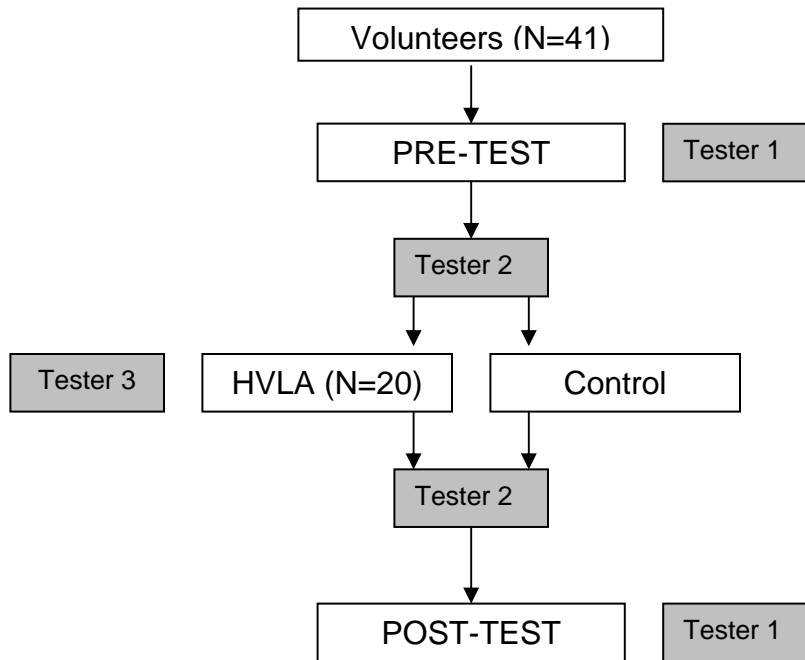 Volunteers (N=41)
PRE-TEST
Tester 1
Tester 2
Tester 3
HVLA (N=20)
Control
Tester 2
POST-TEST
Tester 1